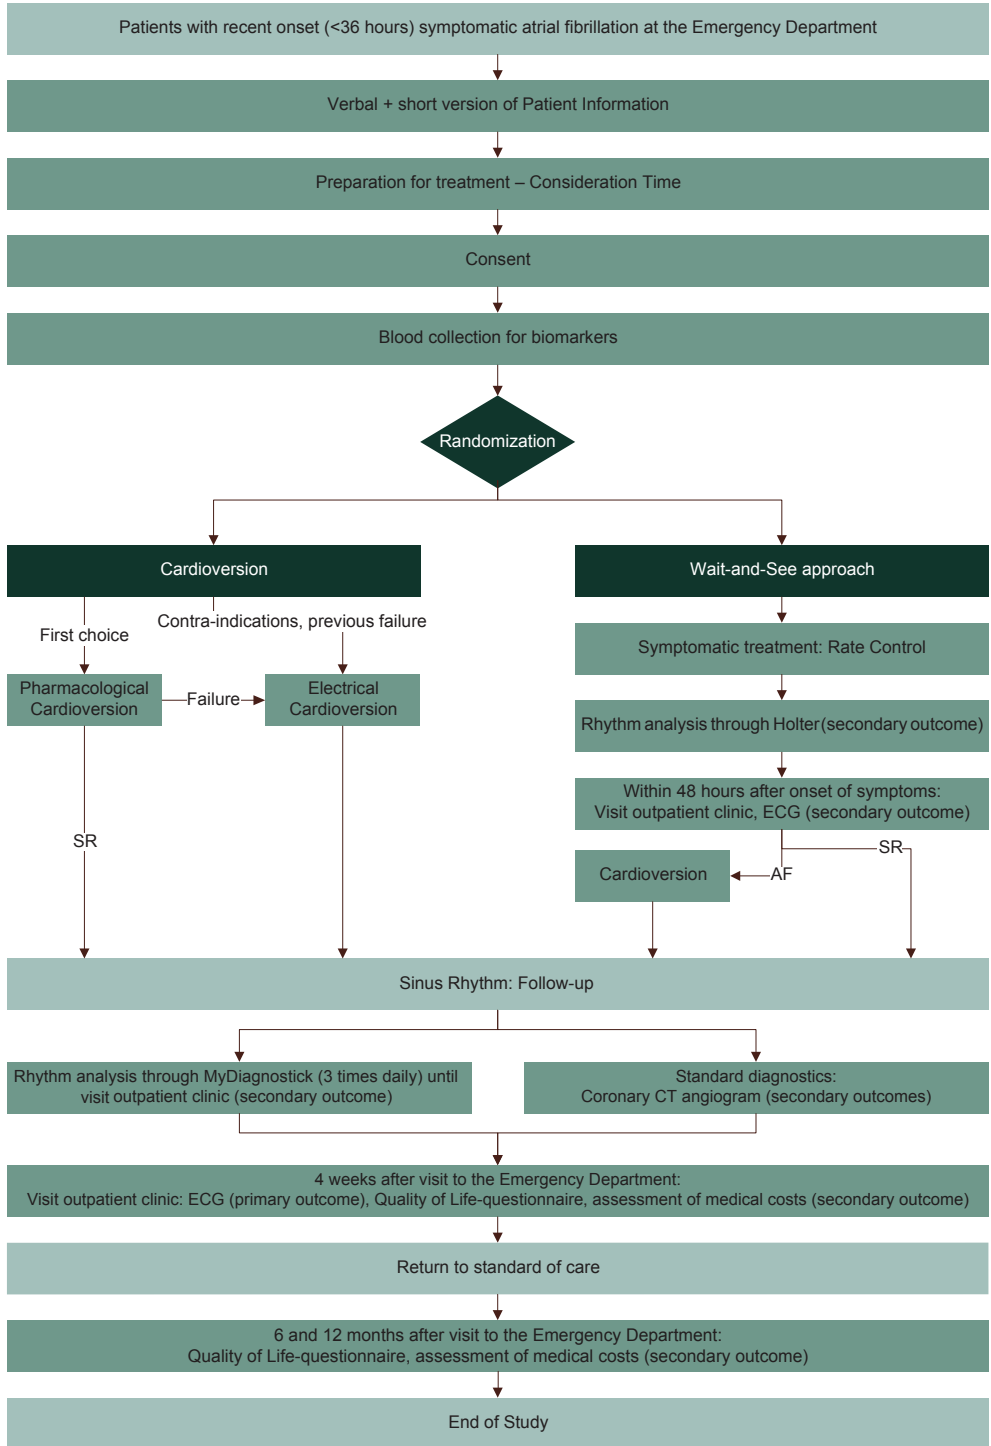 Patients with recent onset (<36 hours) symptomatic atrial fibrillation at the Emergency Department
Verbal + short version of Patient Information
Preparation for treatment – Consideration Time
Consent
Blood collection for biomarkers
Randomization
Cardioversion
Wait-and-See approach
First choice
Contra-indications, previous failure
Symptomatic treatment: Rate Control
Pharmacological
Cardioversion
Failure
Electrical
Cardioversion
Rhythm analysis through Holter (secondary outcome)
Within 48 hours after onset of symptoms:
Visit outpatient clinic, ECG (secondary outcome)
SR
SR
Cardioversion
AF
Sinus Rhythm: Follow-up
Rhythm analysis through MyDiagnostick (3 times daily) until
visit outpatient clinic (secondary outcome)
Standard diagnostics:
Coronary CT angiogram (secondary outcomes)
4 weeks after visit to the Emergency Department:
Visit outpatient clinic: ECG (primary outcome), Quality of Life-questionnaire, assessment of medical costs (secondary outcome)
Return to standard of care
6 and 12 months after visit to the Emergency Department:
Quality of Life-questionnaire, assessment of medical costs (secondary outcome)
End of Study